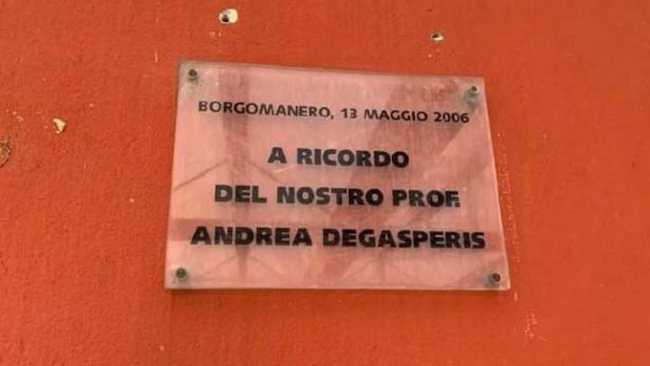 BORGOMANERO, 13 MAGGIO 2006
A RICORDO
DEL NOSTRO PROF.
ANDREA DEGASPERIS